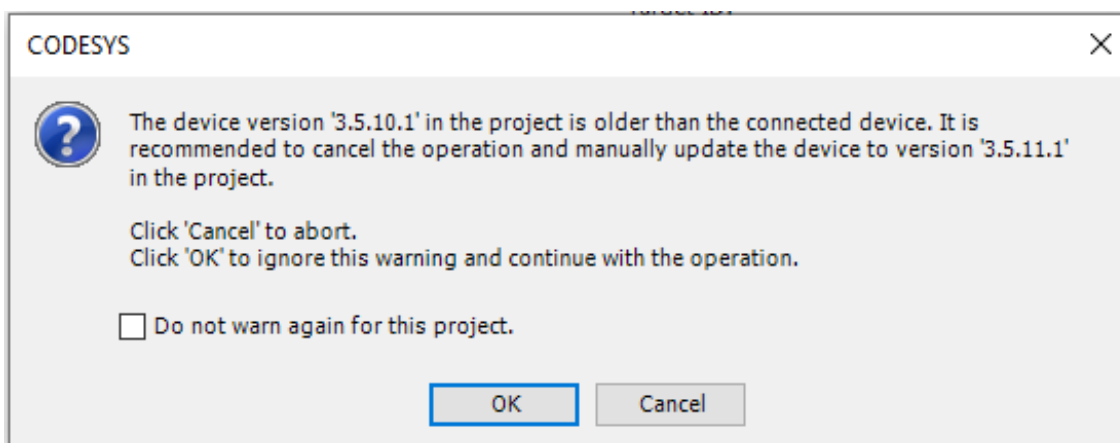 CODESYS
The device version '3.5.10.1' in the project is older than the connected device. It is
recommended to cancel the operation and manually update the device to version '3.5.11.1'
in the project.
Click 'Cancel' to abort.
Click 'OK' to ignore this warning and continue with the operation.
Do not warn again for this project.
OK
Cancel